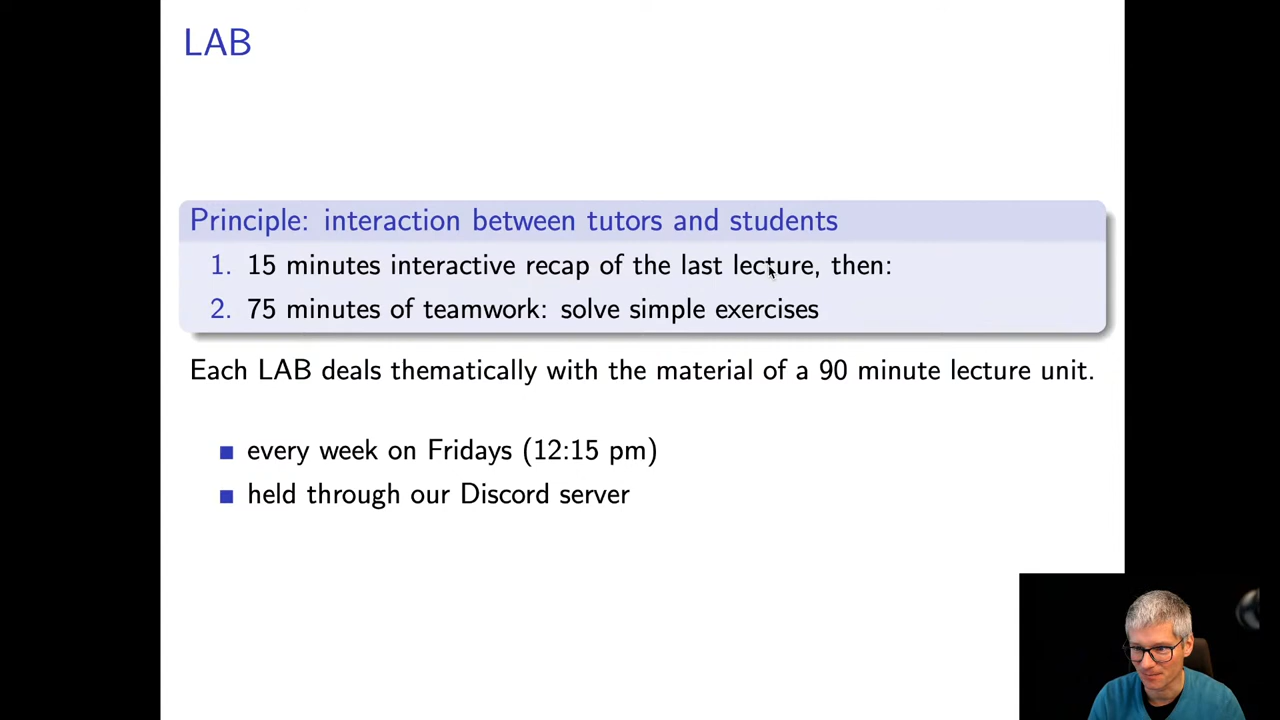 LAB
Principle: interaction between tutors and students
1. 15 minutes interactive recap of the last lecture, then:
2. 75 minutes of teamwork: solve simple exercises
Each LAB deals thematically with the material of a 90 minute lecture unit.
every week on Fridays (12:15 pm)
held through our Discord server